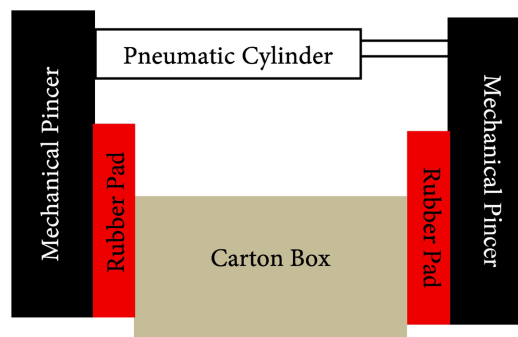 Pneumatic Cylinder
Mechanical Pincer
Rubber Pad
Carton Box
Rubber Pad
Mechanical Pincer